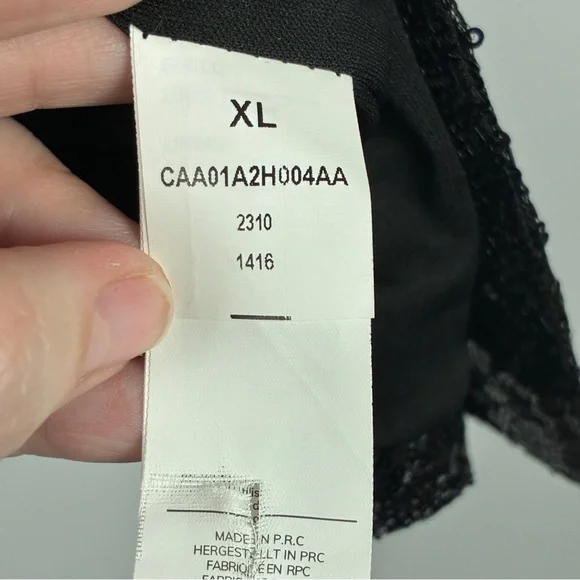 XL
CAA01A2H004AA
2310
1416
MADE IN P.R.C
HERGESTELLT IN PRC
FABRIQUÉ EN RPC